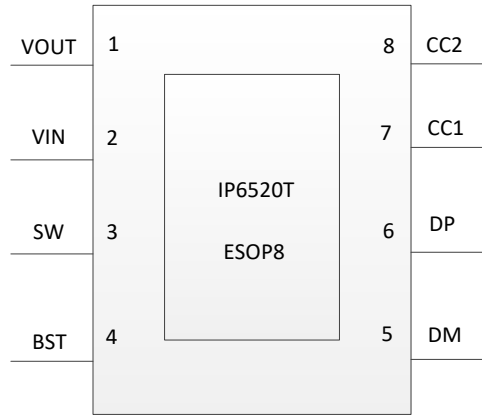 VOUT 1 8 CC2
VIN 2 7 CC1
IP6520T
SW 3 6 DP
ESOP8
BST 4 5 DM